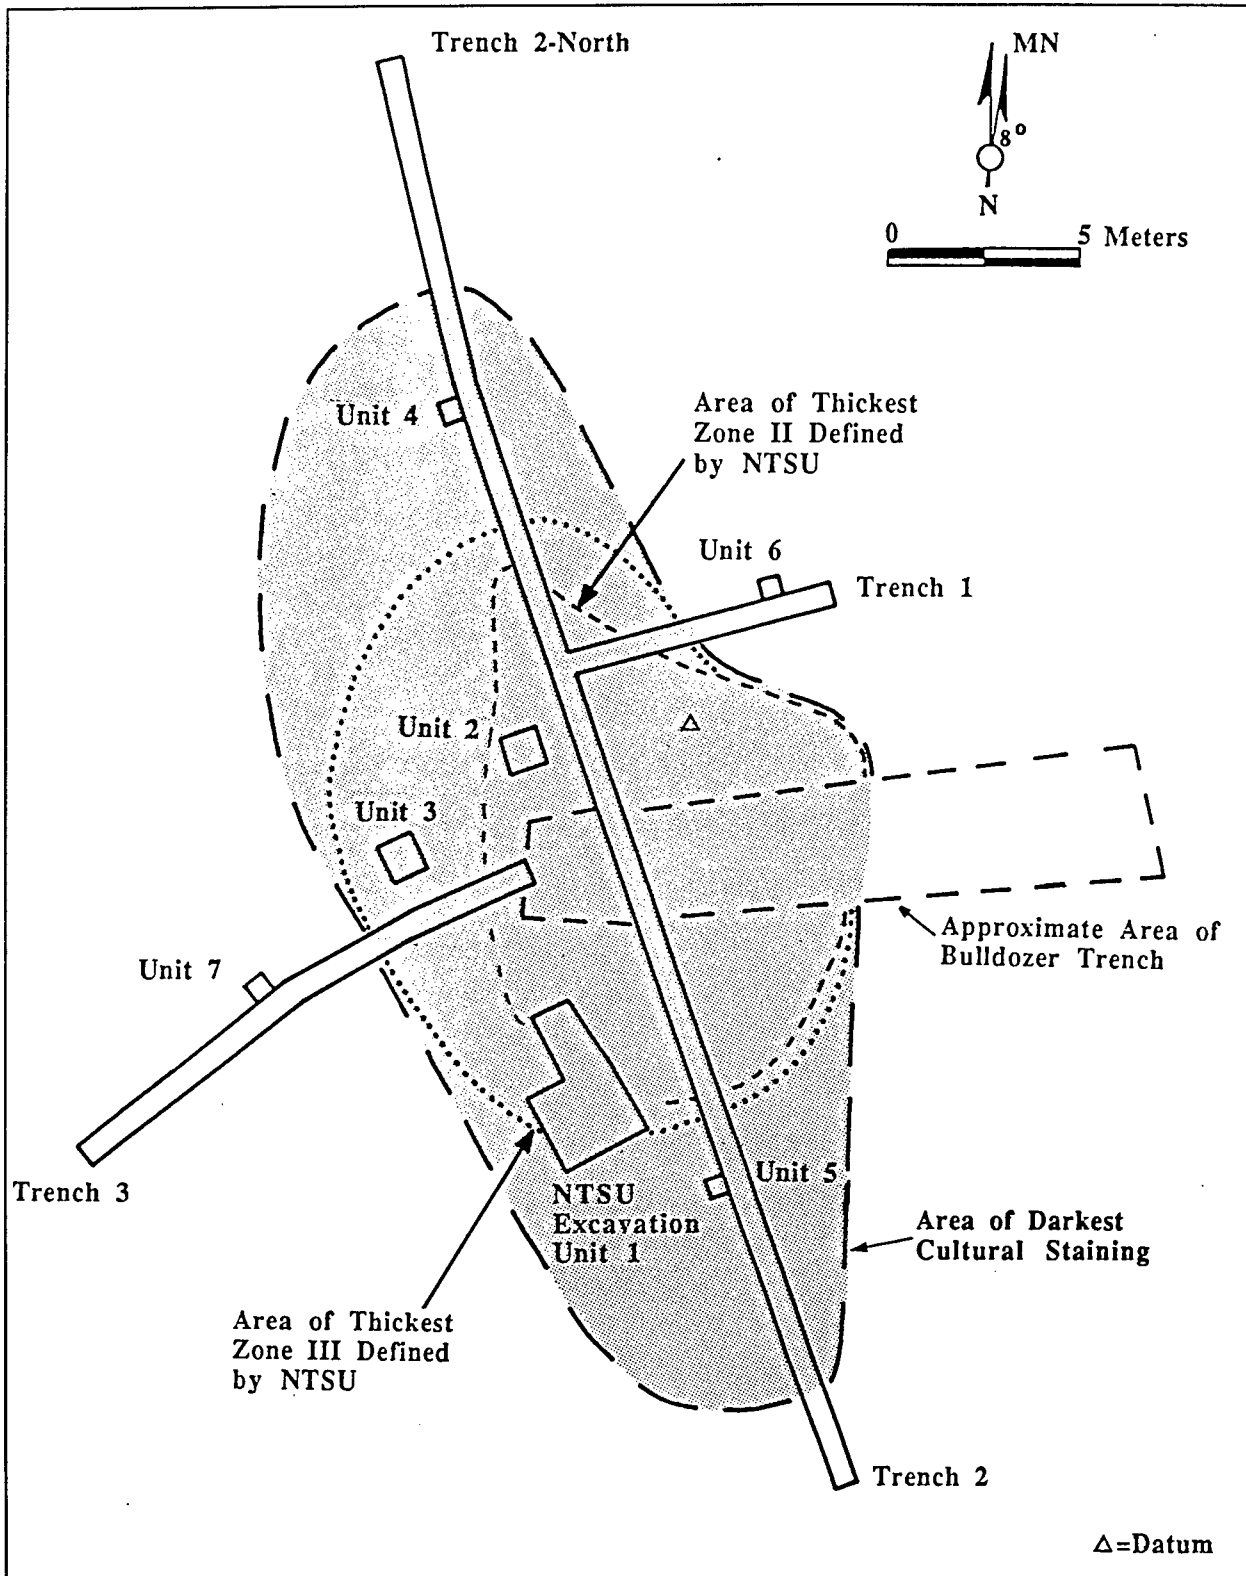 Trench 2-North
MN
8°
N
0 5 Meters
Unit 4
Area of Thickest
Zone II Defined
by NTSU
Unit 6
Trench 1
Unit 2
Unit 3
Approximate Area of
Bulldozer Trench
Unit 7
Trench 3
Unit 5
NTSU
Excavation
Unit 1
Area of Darkest
Cultural Staining
Area of Thickest
Zone III Defined
by NTSU
Trench 2
△=Datum